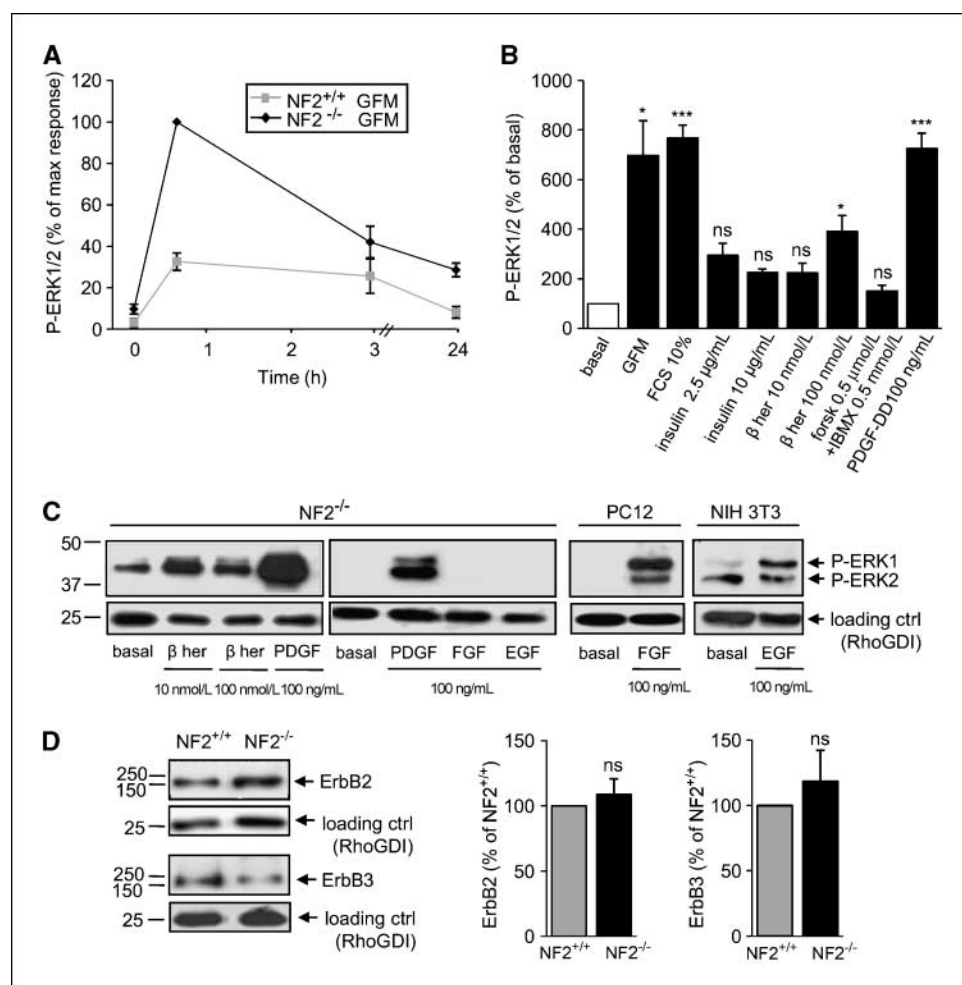 A
P-ERK1/2 (% of max response)
120
100
80
60
40
20
0
NF2+/+ GFM
NF2 -/- GFM
0 1 2 3 24
Time (h)
B
P-ERK1/2 (% of basal)
1000
800
600
400
200
0
* *** ns ns ns * ns ***
basal
GFM
FCS 10%
insulin 2.5 µg/mL
insulin 10 µg/mL
β her 10 nmol/L
β her 100 nmol/L
forsk 0.5 µmol/L
+IBMX 0.5 mmol/L
PDGF-DD100 ng/mL
C
NF2-/- PC12 NIH 3T3
50
37
25
P-ERK1
P-ERK2
loading ctrl
(RhoGDI)
basal β her β her PDGF basal PDGF FGF EGF basal FGF basal EGF
10 nmol/L 100 nmol/L 100 ng/mL 100 ng/mL 100 ng/mL 100 ng/mL
D
NF2+/+ NF2-/-
250
150
ErbB2
25
loading ctrl
(RhoGDI)
250
150
ErbB3
25
loading ctrl
(RhoGDI)
ErbB2 (% of NF2+/+)
150
100
50
0
ns
NF2+/+ NF2-/-
ErbB3 (% of NF2+/+)
150
100
50
0
ns
NF2+/+ NF2-/-